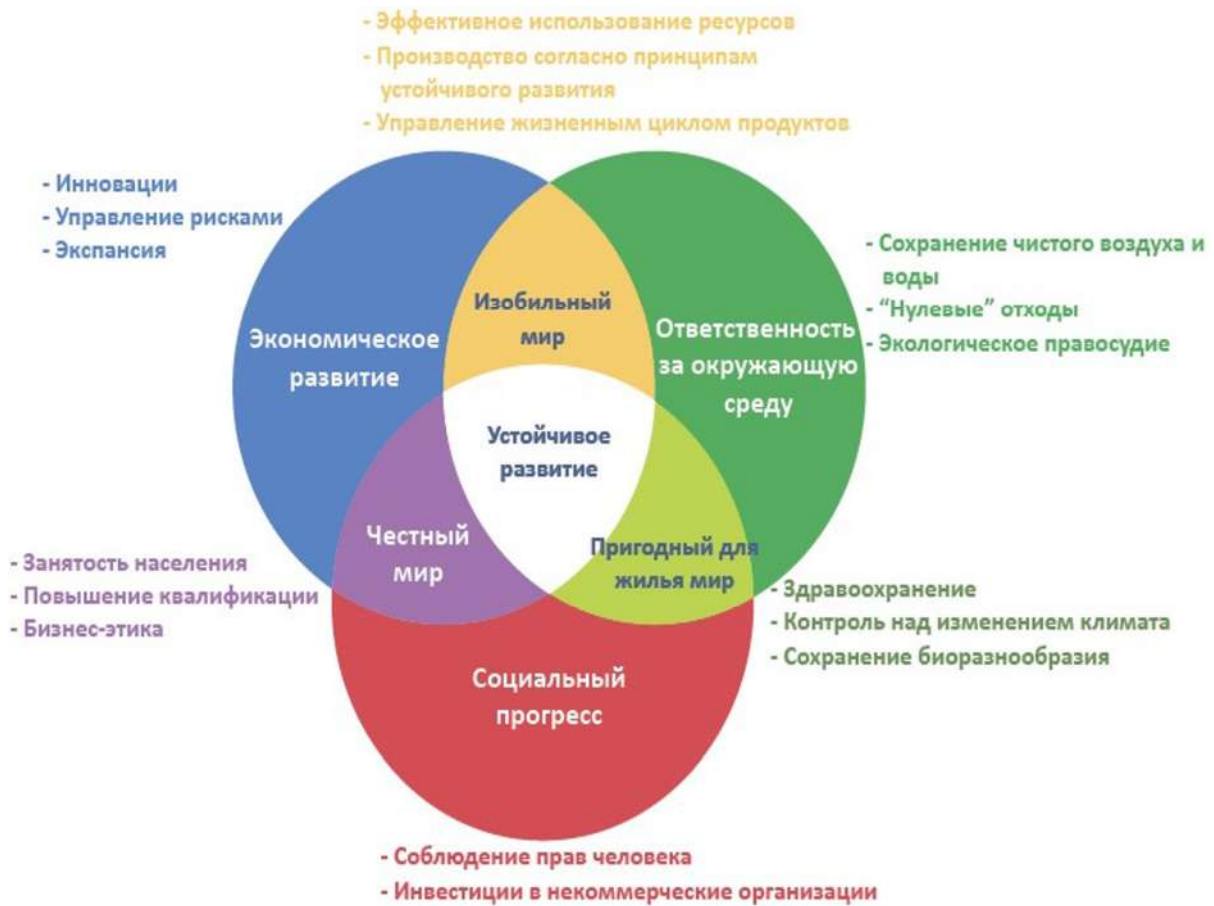 - Эффективное использование ресурсов
- Производство согласно принципам
устойчивого развития
- Управление жизненным циклом продуктов
- Инновации
- Управление рисками
- Экспансия
- Сохранение чистого воздуха и
воды
- “Нулевые” отходы
- Экологическое правосудие
Изобильный
мир
Экономическое
развитие
Ответственность
за окружающую
среду
Устойчивое
развитие
Честный
мир
Пригодный для
жилья мир
- Занятость населения
- Повышение квалификации
- Бизнес-этика
- Здравоохранение
- Контроль над изменением климата
- Сохранение биоразнообразия
Социальный
прогресс
- Соблюдение прав человека
- Инвестиции в некоммерческие организации